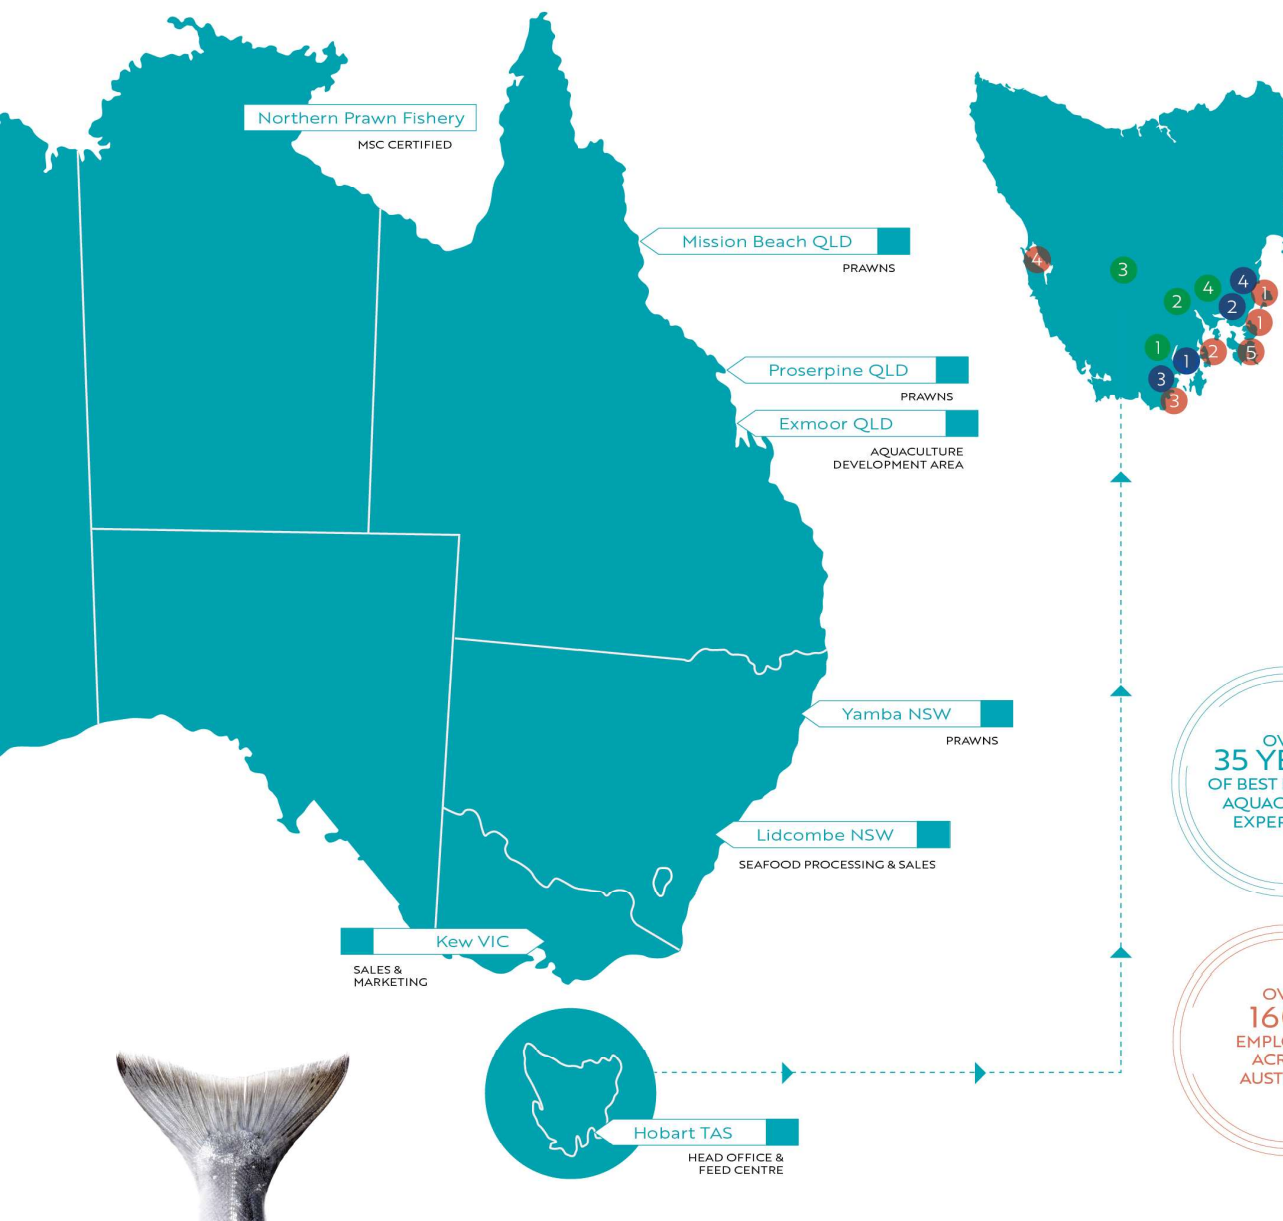 Northern Prawn Fishery
MSC CERTIFIED
Mission Beach QLD
PRAWNS
Proserpine QLD
PRAWNS
Exmoor QLD
AQUACULTURE
DEVELOPMENT AREA
Yamba NSW
PRAWNS
Lidcombe NSW
SEAFOOD PROCESSING & SALES
Kew VIC
SALES &
MARKETING
Hobart TAS
HEAD OFFICE &
FEED CENTRE
4
3
4
4
1
2
2
1
1
1
2
5
3
3
35
OF BEST